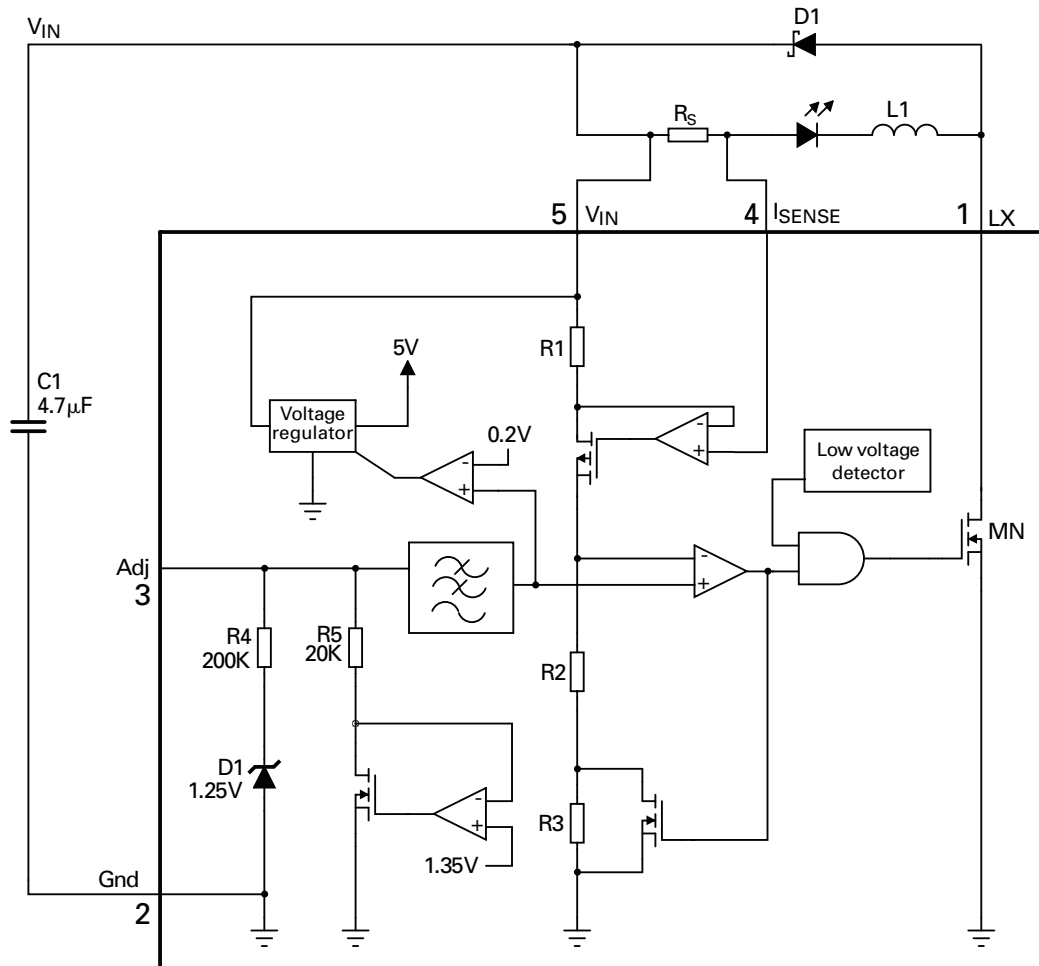 D1
VIN
L1
RS
5 VIN
4 ISENSE
1 LX
R1
5V
C1
4.7µF
Voltage
regulator
0.2V
-
+
-
+
Low voltage
detector
MN
Adj
3
-
+
R4
200K
R5
20K
R2
D1
1.25V
-
+
R3
1.35V
Gnd
2